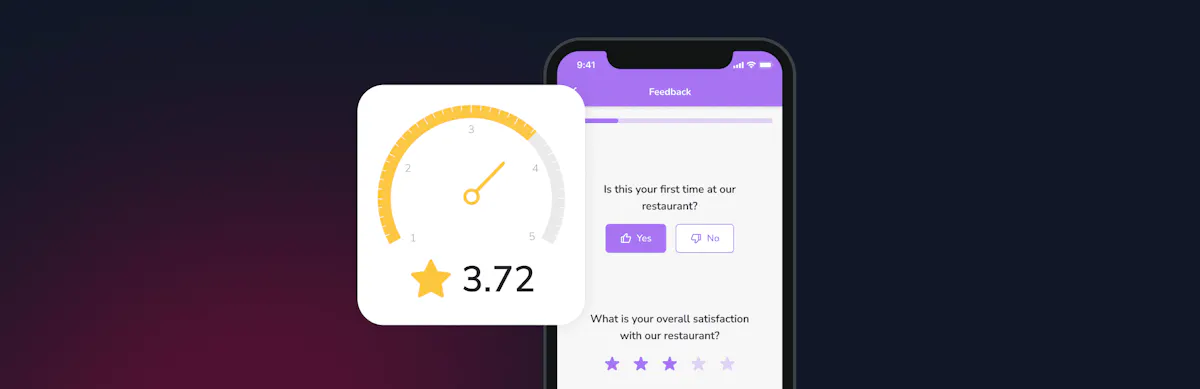 1
2
3
4
5
3.72
9:41
Feedback
Is this your first time at our
restaurant?
Yes
No
What is your overall satisfaction
with our restaurant?